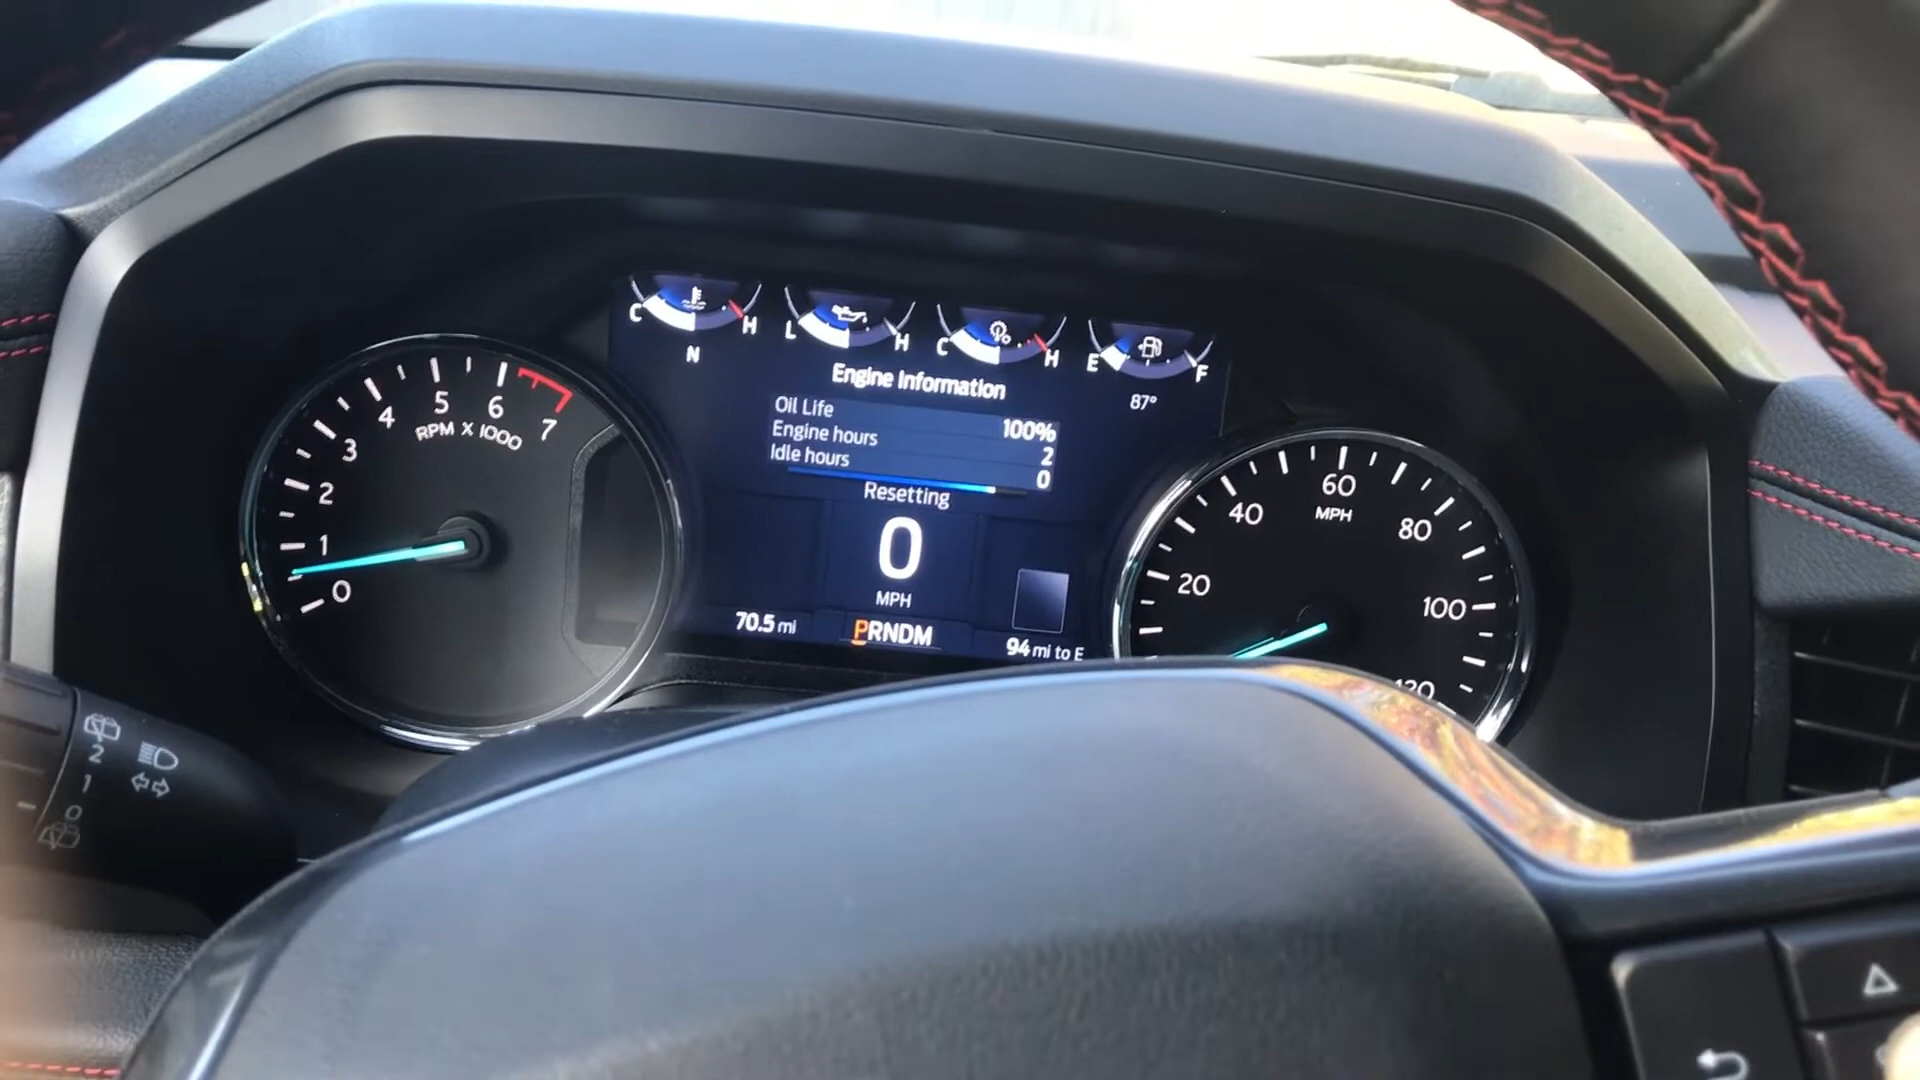 C H L H C H E F
N
Engine Information
87°
Oil Life 100%
Engine hours 2
Idle hours 0
Resetting
0
MPH
70.5 mi
PRNDM
94 mi to E
0 1 2 3 4 5 6 7
RPM X 1000
20 40 60 80 100 120
MPH
2
1
0